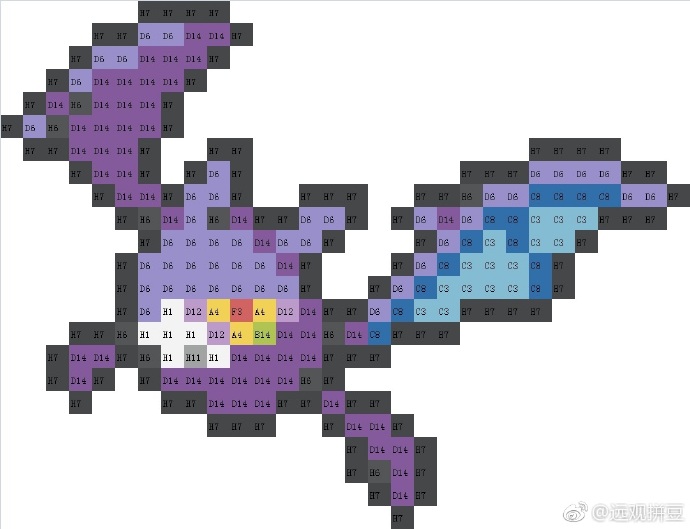 H7 H7 H7 H7
H7 H7 D6 D6 D14 D14 H7
H7 D6 D6 D14 D14 D14 H7
H7 D6 D14 D14 D14 D14 H7
H7 D14 H6 D14 D14 D14 D14 H7
H7 D6 H6 D14 D14 D14 D14 H7
H7 H7 D14 D14 D14 H7 H7 H7 H7 H7 H7 H7
H7 D14 D14 H7 H7 D6 H7 H7 H7 H7 D6 D6 D6 D6 H7 H7
H7 D14 D14 H7 D6 D6 H7 H7 H7 H7 H7 H7 H6 D6 D6 C8 C8 C8 C8 D6 D6 H7
H7 H6 D14 D6 H6 D14 H7 H7 D6 D6 H7 H7 D6 D14 D6 C8 C8 C3 C3 C3 H7 H7 H7
H7 D6 D6 D6 D6 D14 D6 D6 H7 H7 D6 C8 C3 C8 C3 C3 H7
H7 D6 D6 D6 D6 D6 D6 D14 H7 H7 D6 C8 C3 C3 C3 C8 H7
H7 D6 D6 D6 D6 D6 D6 D6 H7 H7 D6 C8 C3 C3 C3 C3 C8 H7
H7 D6 H1 D12 A4 F3 A4 D12 D14 H7 H7 D6 C8 C3 C3 H7 H7 H7 H7
H7 H7 H6 H1 H1 H1 D12 A4 B14 D14 D14 H6 D14 C8 H7
H7 D14 D14 H7 H6 H1 H11 H1 D14 D14 D14 D14 H7 H7 H7
H7 D14 H7 H7 D14 D14 D14 D14 D14 D14 H6 H7
H7 H7 H7 D14 D14 D14 H7 H7 D14 H7 H7
H7 H7 H7 H7 D14 D14 H7
H7 D14 D14 H7
H7 H6 D14 H7
H7 D14 H7
H7
@远观拼豆